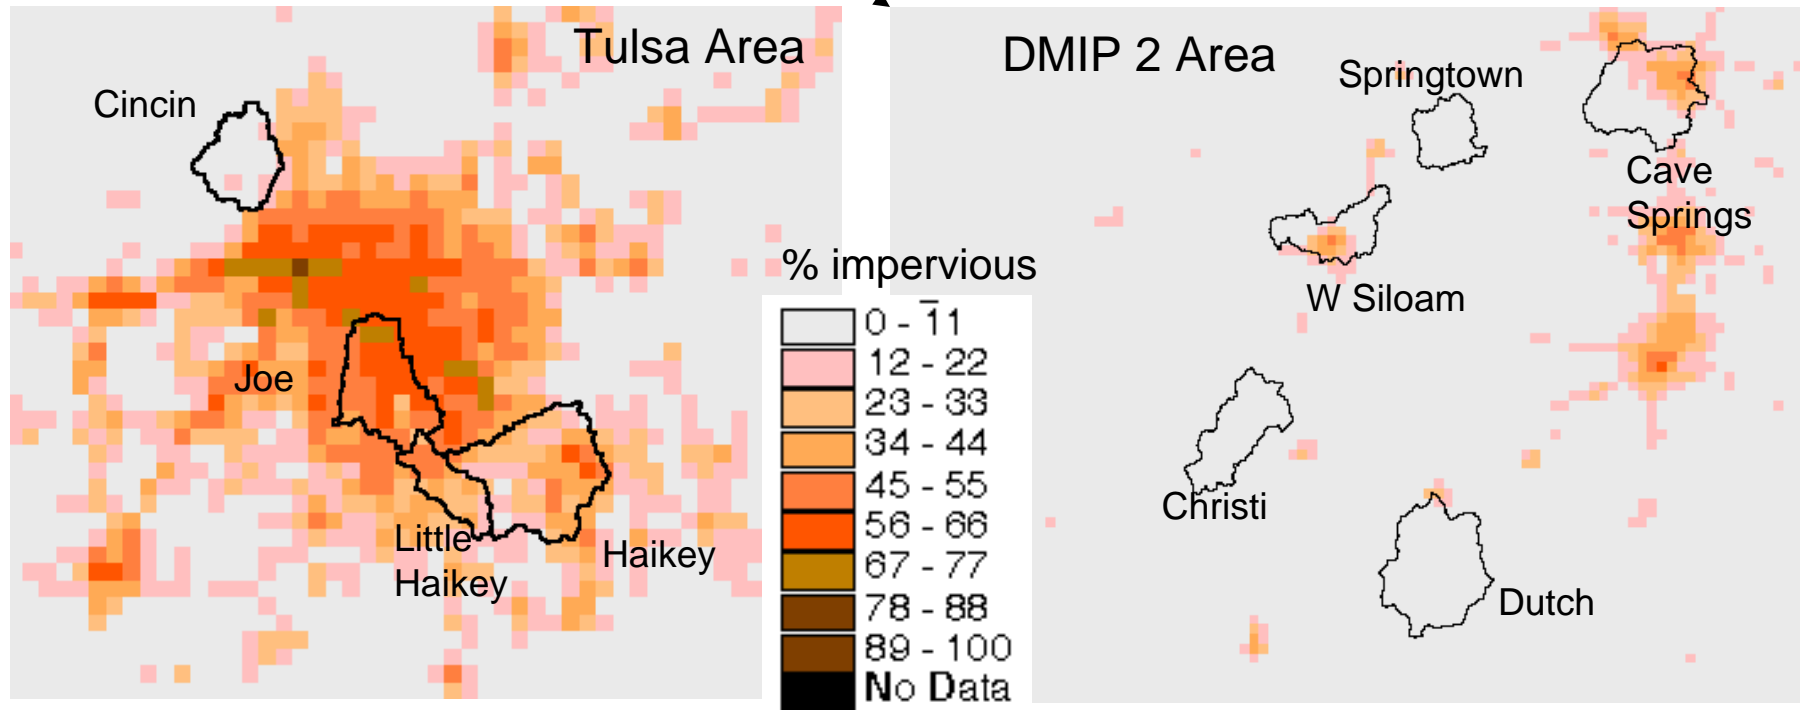 Tulsa Area
Cincin
Joe
Little
Haikey
Haikey
DMIP 2 Area
Springtown
Cave
Springs
W Siloam
Christi
Dutch
% impervious
0 - 11
12 - 22
23 - 33
34 - 44
45 - 55
56 - 66
67 - 77
78 - 88
89 - 100
No Data